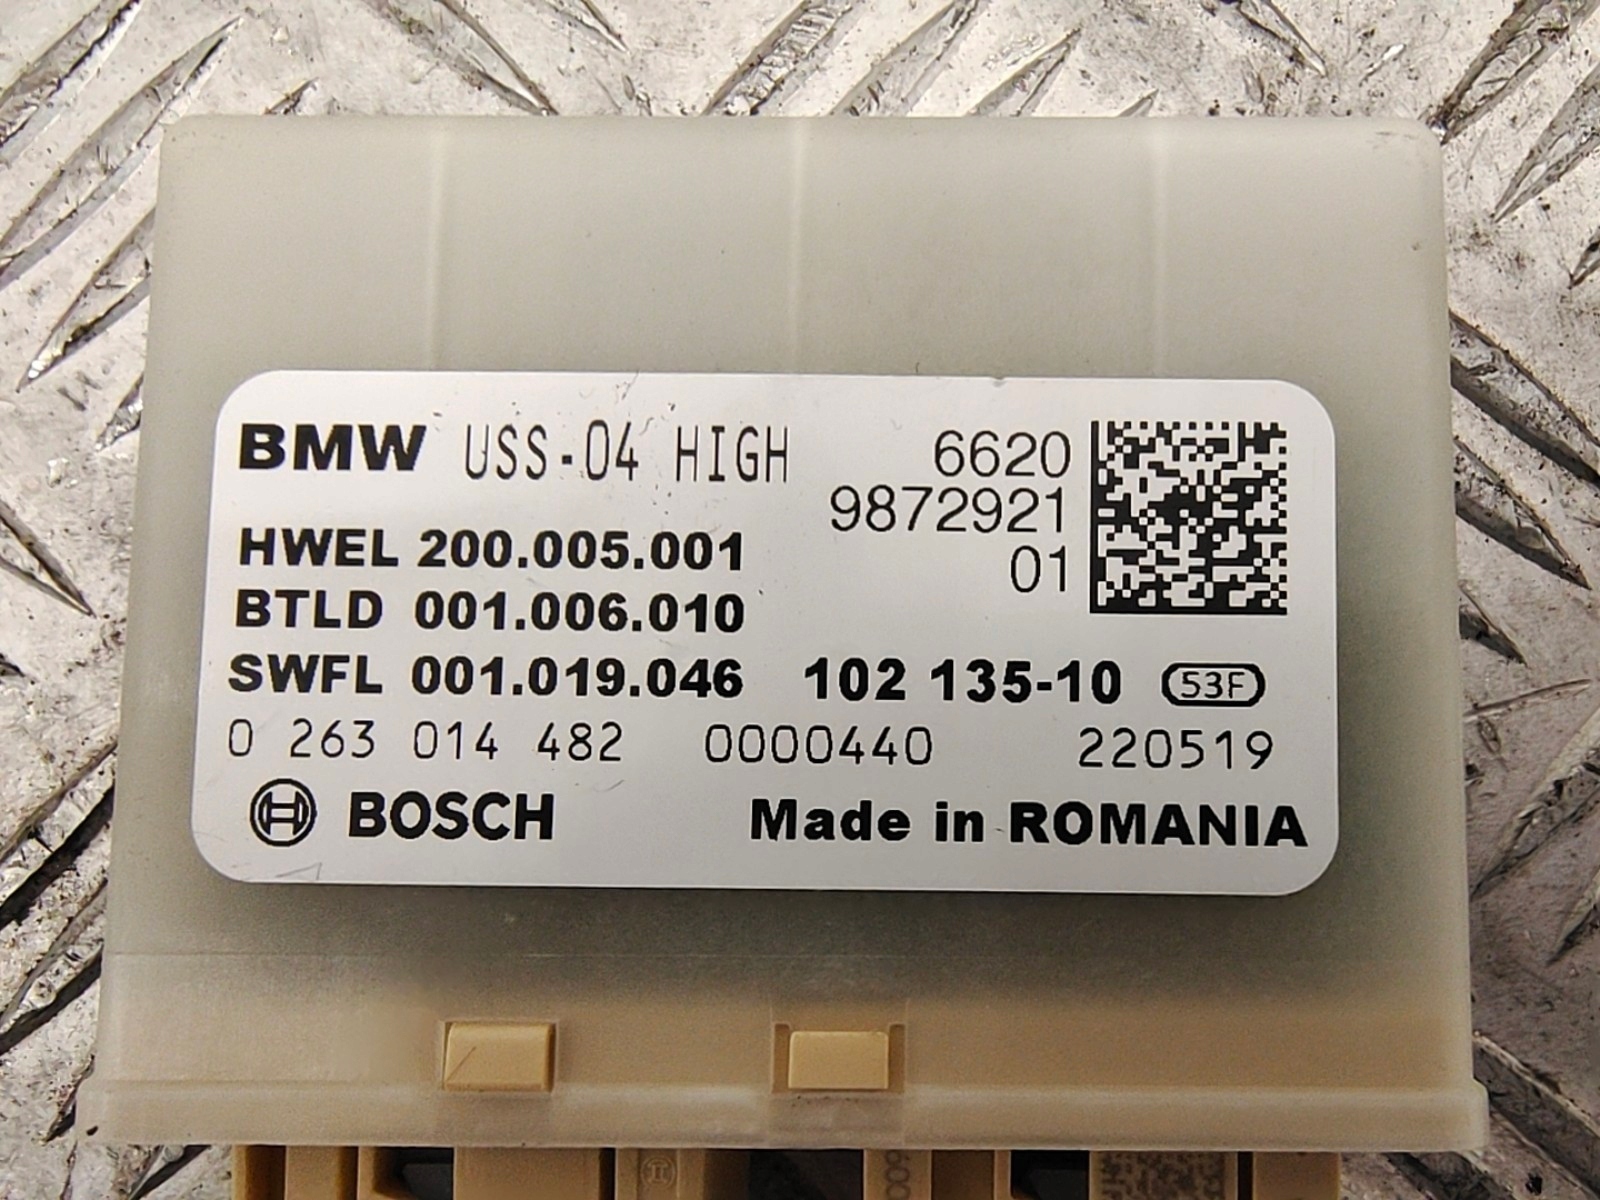 BMW USS-04 HIGH
6620
9872921
01
HWEL 200.005.001
BTLD 001.006.010
SWFL 001.019.046 102 135-10 53F
0 263 014 482 0000440 220519
BOSCH Made in ROMANIA